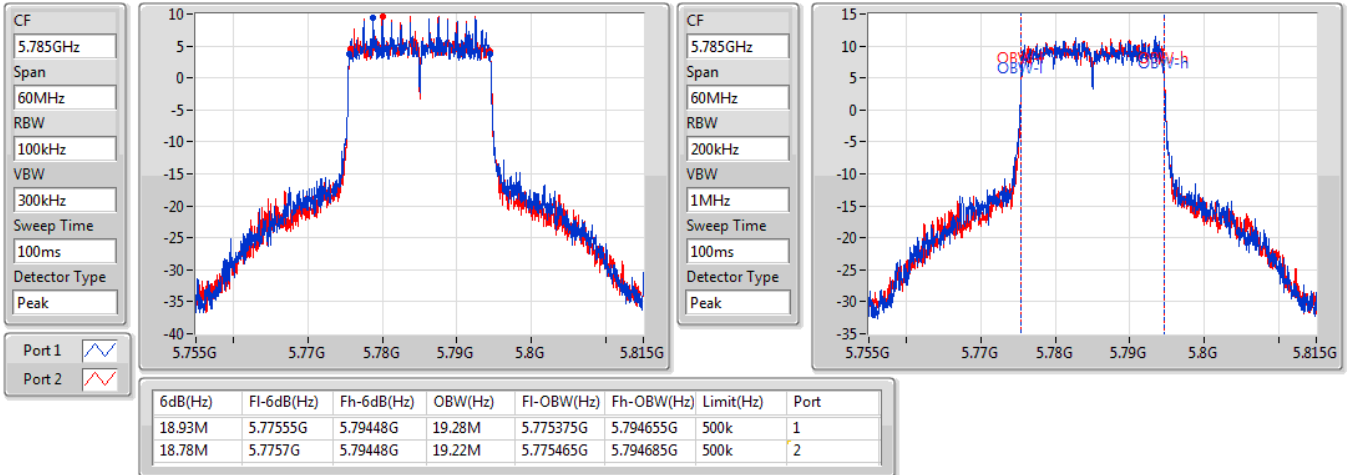 CF
5.785GHz
Span
60MHz
RBW
100kHz
VBW
300kHz
Sweep Time
100ms
Detector Type
Peak
10
5
0
-5
-10
-15
-20
-25
-30
-35
-40
5.755G 5.77G 5.78G 5.79G 5.8G 5.815G
CF
5.785GHz
Span
60MHz
RBW
200kHz
VBW
1MHz
Sweep Time
100ms
Detector Type
Peak
15
10
5
0
-5
-10
-15
-20
-25
-30
-35
OBW-l
OBW-h
5.755G 5.77G 5.78G 5.79G 5.8G 5.815G
Port 1
Port 2
6dB(Hz) Fl-6dB(Hz) Fh-6dB(Hz) OBW(Hz) Fl-OBW(Hz) Fh-OBW(Hz) Limit(Hz) Port
18.93M 5.77555G 5.79448G 19.28M 5.775375G 5.794655G 500k 1
18.78M 5.7757G 5.79448G 19.22M 5.775465G 5.794685G 500k 2